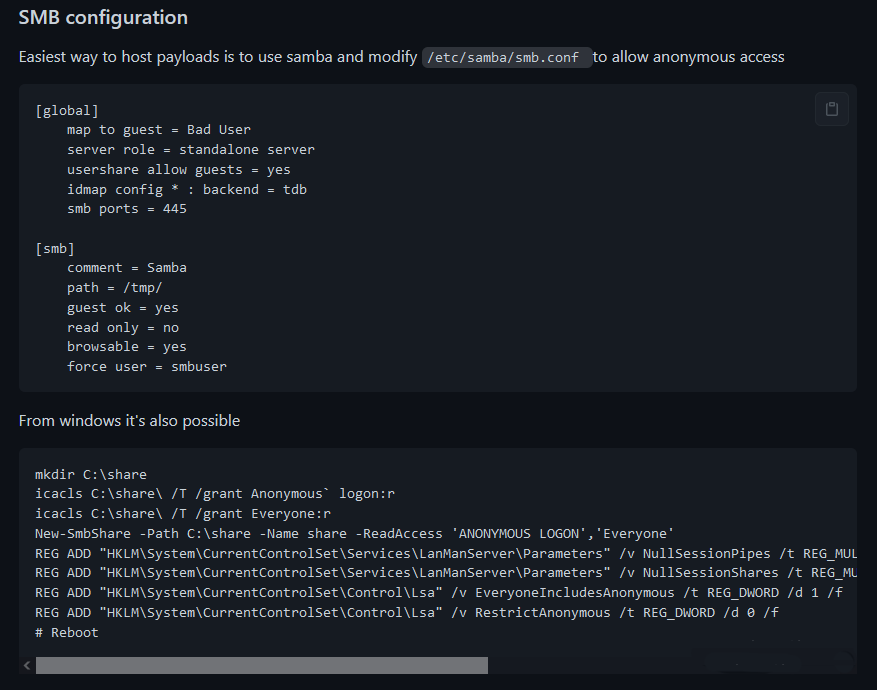 SMB configuration
Easiest way to host payloads is to use samba and modify /etc/samba/smb.conf to allow anonymous access
[global]
map to guest = Bad User
server role = standalone server
usershare allow guests = yes
idmap config * : backend = tdb
smb ports = 445
[smb]
comment = Samba
path = /tmp/
guest ok = yes
read only = no
browsable = yes
force user = smbuser
From windows it's also possible
mkdir C:\share
icacls C:\share\ /T /grant Anonymous` logon:r
icacls C:\share\ /T /grant Everyone:r
New-SmbShare -Path C:\share -Name share -ReadAccess 'ANONYMOUS LOGON','Everyone'
REG ADD "HKLM\System\CurrentControlSet\Services\LanManServer\Parameters" /v NullSessionPipes /t REG_MUL
REG ADD "HKLM\System\CurrentControlSet\Services\LanManServer\Parameters" /v NullSessionShares /t REG_MU
REG ADD "HKLM\System\CurrentControlSet\Control\Lsa" /v EveryoneIncludesAnonymous /t REG_DWORD /d 1 /f
REG ADD "HKLM\System\CurrentControlSet\Control\Lsa" /v RestrictAnonymous /t REG_DWORD /d 0 /f
# Reboot